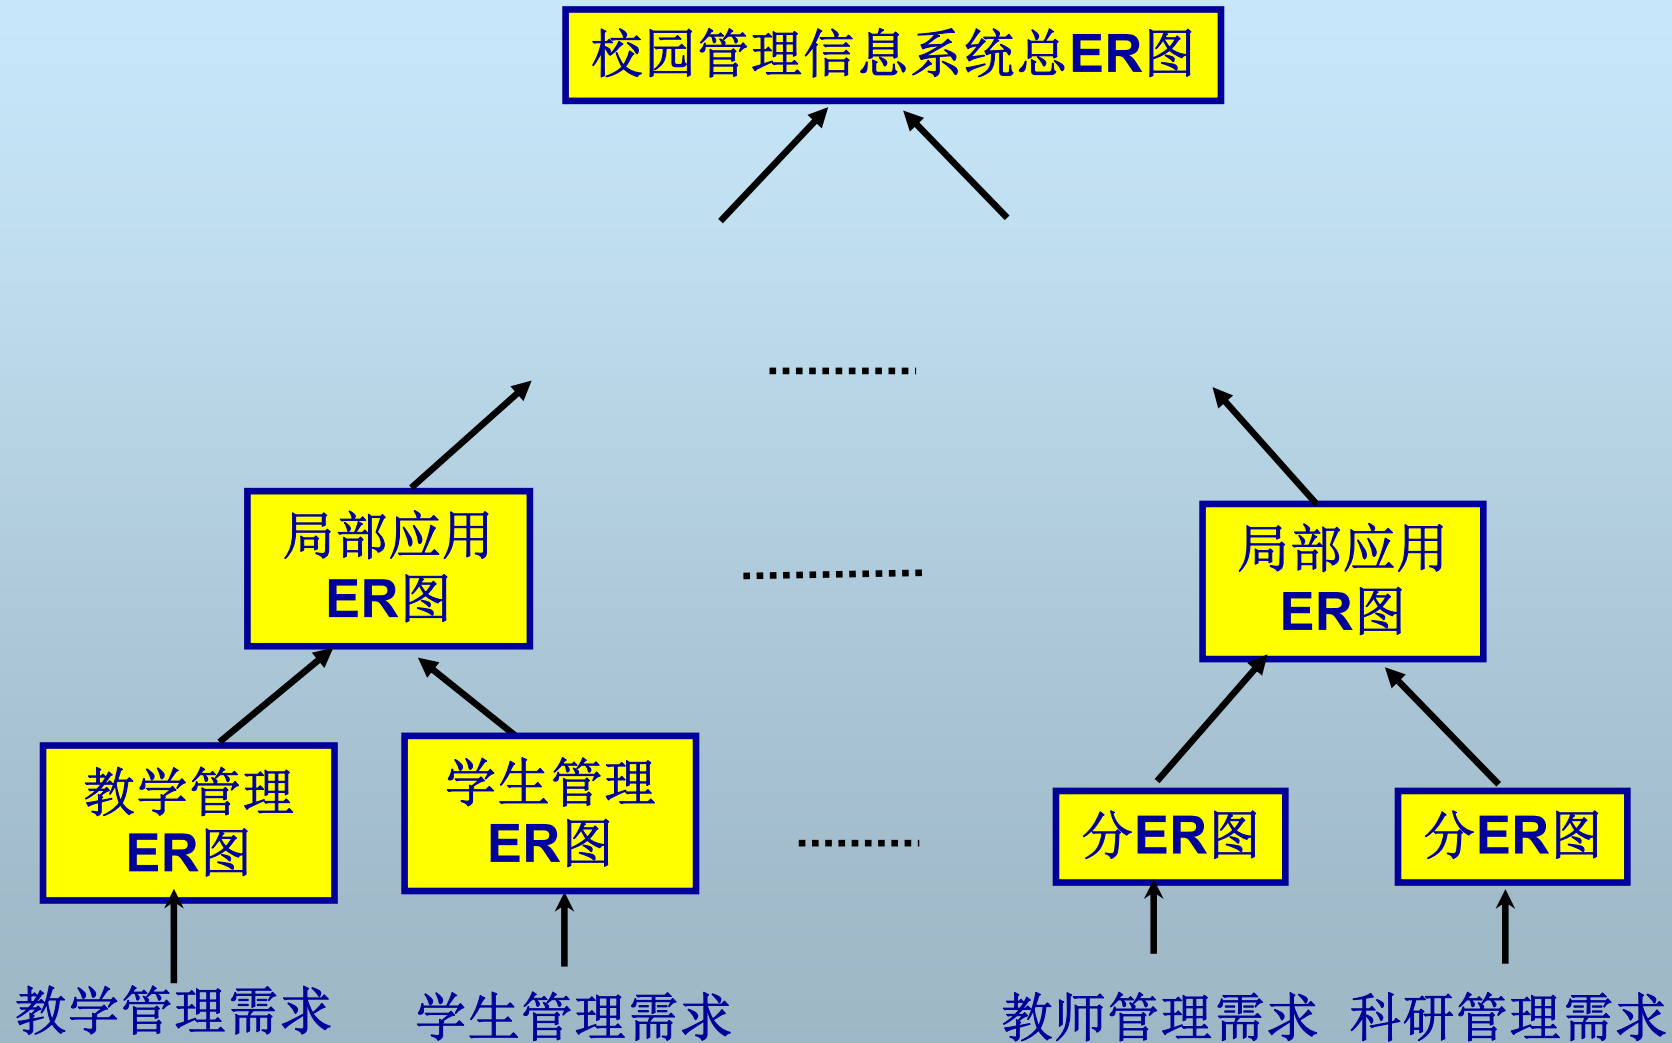 校园管理信息系统总ER图
局部应用
ER图
局部应用
ER图
教学管理
ER图
学生管理
ER图
分ER图
分ER图
教学管理需求
学生管理需求
教师管理需求
科研管理需求